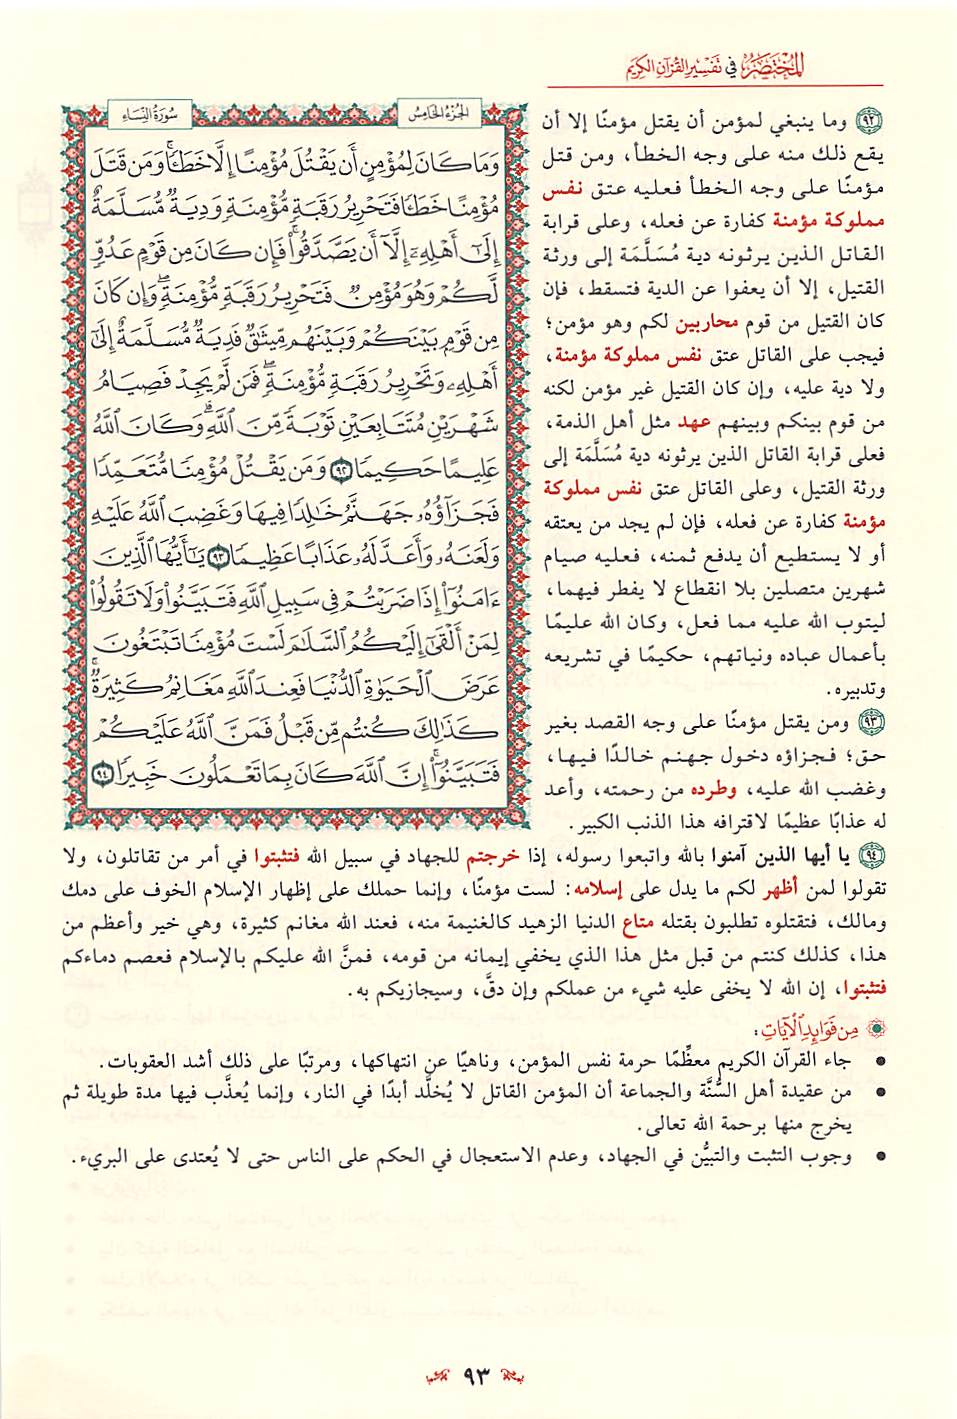 المختصر في تفسير القرآن الكريم
الجزء الخامس
سورة النساء
وَمَا كَانَ لِمُؤْمِنٍ أَن يَقْتُلَ مُؤْمِنًا إِلَّا خَطَـًٔاۚ وَمَن قَتَلَ
مُؤْمِنًا خَطَـًٔا فَتَحْرِيرُ رَقَبَةٍ مُّؤْمِنَةٍ وَدِيَةٌ مُّسَلَّمَةٌ
إِلَىٰٓ أَهْلِهِۦٓ إِلَّآ أَن يَصَّدَّقُوا۟ۚ فَإِن كَانَ مِن قَوْمٍ عَدُوٍّ
لَّكُمْ وَهُوَ مُؤْمِنٌ فَتَحْرِيرُ رَقَبَةٍ مُّؤْمِنَةٍۖ وَإِن كَانَ
مِن قَوْمٍۭ بَيْنَكُمْ وَبَيْنَهُم مِّيثَٰقٌ فَدِيَةٌ مُّسَلَّمَةٌ إِلَىٰٓ
أَهْلِهِۦ وَتَحْرِيرُ رَقَبَةٍ مُّؤْمِنَةٍۖ فَمَن لَّمْ يَجِدْ فَصِيَامُ
شَهْرَيْنِ مُتَتَابِعَيْنِ تَوْبَةً مِّنَ ٱللَّهِۗ وَكَانَ ٱللَّهُ
عَلِيمًا حَكِيمًا ٩٢ وَمَن يَقْتُلْ مُؤْمِنًا مُّتَعَمِّدًا
فَجَزَآؤُهُۥ جَهَنَّمُ خَٰلِدًا فِيهَا وَغَضِبَ ٱللَّهُ عَلَيْهِ
وَلَعَنَهُۥ وَأَعَدَّ لَهُۥ عَذَابًا عَظِيمًا ٩٣ يَٰٓأَيُّهَا ٱلَّذِينَ
ءَامَنُوٓا۟ إِذَا ضَرَبْتُمْ فِى سَبِيلِ ٱللَّهِ فَتَبَيَّنُوا۟ وَلَا تَقُولُوا۟
لِمَنْ أَلْقَىٰٓ إِلَيْكُمُ ٱلسَّلَٰمَ لَسْتَ مُؤْمِنًا تَبْتَغُونَ
عَرَضَ ٱلْحَيَوٰةِ ٱلدُّنْيَا فَعِندَ ٱللَّهِ مَغَانِمُ كَثِيرَةٌۚ
كَذَٰلِكَ كُنتُم مِّن قَبْلُ فَمَنَّ ٱللَّهُ عَلَيْكُمْ
فَتَبَيَّنُوٓا۟ۚ إِنَّ ٱللَّهَ كَانَ بِمَا تَعْمَلُونَ خَبِيرًا ٩٤
٩٢ وما ينبغي لمؤمن أن يقتل مؤمنًا إلا أن
يقع ذلك منه على وجه الخطأ، ومن قتل
مؤمنًا على وجه الخطأ فعليه عتق نفس
مملوكة مؤمنة كفارة عن فعله، وعلى قرابة
القاتل الذين يرثونه دية مُسَلَّمَة إلى ورثة
القتيل، إلا أن يعفوا عن الدية فتسقط، فإن
كان القتيل من قوم محاربين لكم وهو مؤمن؛
فيجب على القاتل عتق نفس مملوكة مؤمنة،
ولا دية عليه، وإن كان القتيل غير مؤمن لكنه
من قوم بينكم وبينهم عهد مثل أهل الذمة،
فعلى قرابة القاتل الذين يرثونه دية مُسَلَّمَة إلى
ورثة القتيل، وعلى القاتل عتق نفس مملوكة
مؤمنة كفارة عن فعله، فإن لم يجد من يعتقه
أو لا يستطيع أن يدفع ثمنه، فعليه صيام
شهرين متصلين بلا انقطاع لا يفطر فيهما،
ليتوب الله عليه مما فعل، وكان الله عليمًا
بأعمال عباده ونياتهم، حكيمًا في تشريعه
وتدبيره.
٩٣ ومن يقتل مؤمنًا على وجه القصد بغير
حق؛ فجزاؤه دخول جهنم خالدًا فيها،
وغضب الله عليه، وطرده من رحمته، وأعد
له عذابًا عظيمًا لاقترافه هذا الذنب الكبير.
٩٤ يا أيها الذين آمنوا بالله واتبعوا رسوله، إذا خرجتم للجهاد في سبيل الله فتثبتوا في أمر من تقاتلون، ولا
تقولوا لمن أظهر لكم ما يدل على إسلامه: لست مؤمنًا، وإنما حملك على إظهار الإسلام الخوف على دمك
ومالك، فتقتلوه تطلبون بقتله متاع الدنيا الزهيد كالغنيمة منه، فعند الله مغانم كثيرة، وهي خير وأعظم من
هذا، كذلك كنتم من قبل مثل هذا الذي يخفي إيمانه من قومه، فمنَّ الله عليكم بالإسلام فعصم دماءكم
فتثبتوا، إن الله لا يخفى عليه شيء من عملكم وإن دقَّ، وسيجازيكم به.
من فوائد الآيات:
• جاء القرآن الكريم معظِّمًا حرمة نفس المؤمن، وناهيًا عن انتهاكها، ومرتبًا على ذلك أشد العقوبات.
• من عقيدة أهل السُّنَّة والجماعة أن المؤمن القاتل لا يُخلَّد أبدًا في النار، وإنما يُعذَّب فيها مدة طويلة ثم
يخرج منها برحمة الله تعالى.
• وجوب التثبت والتبيُّن في الجهاد، وعدم الاستعجال في الحكم على الناس حتى لا يُعتدى على البريء.
٩٣